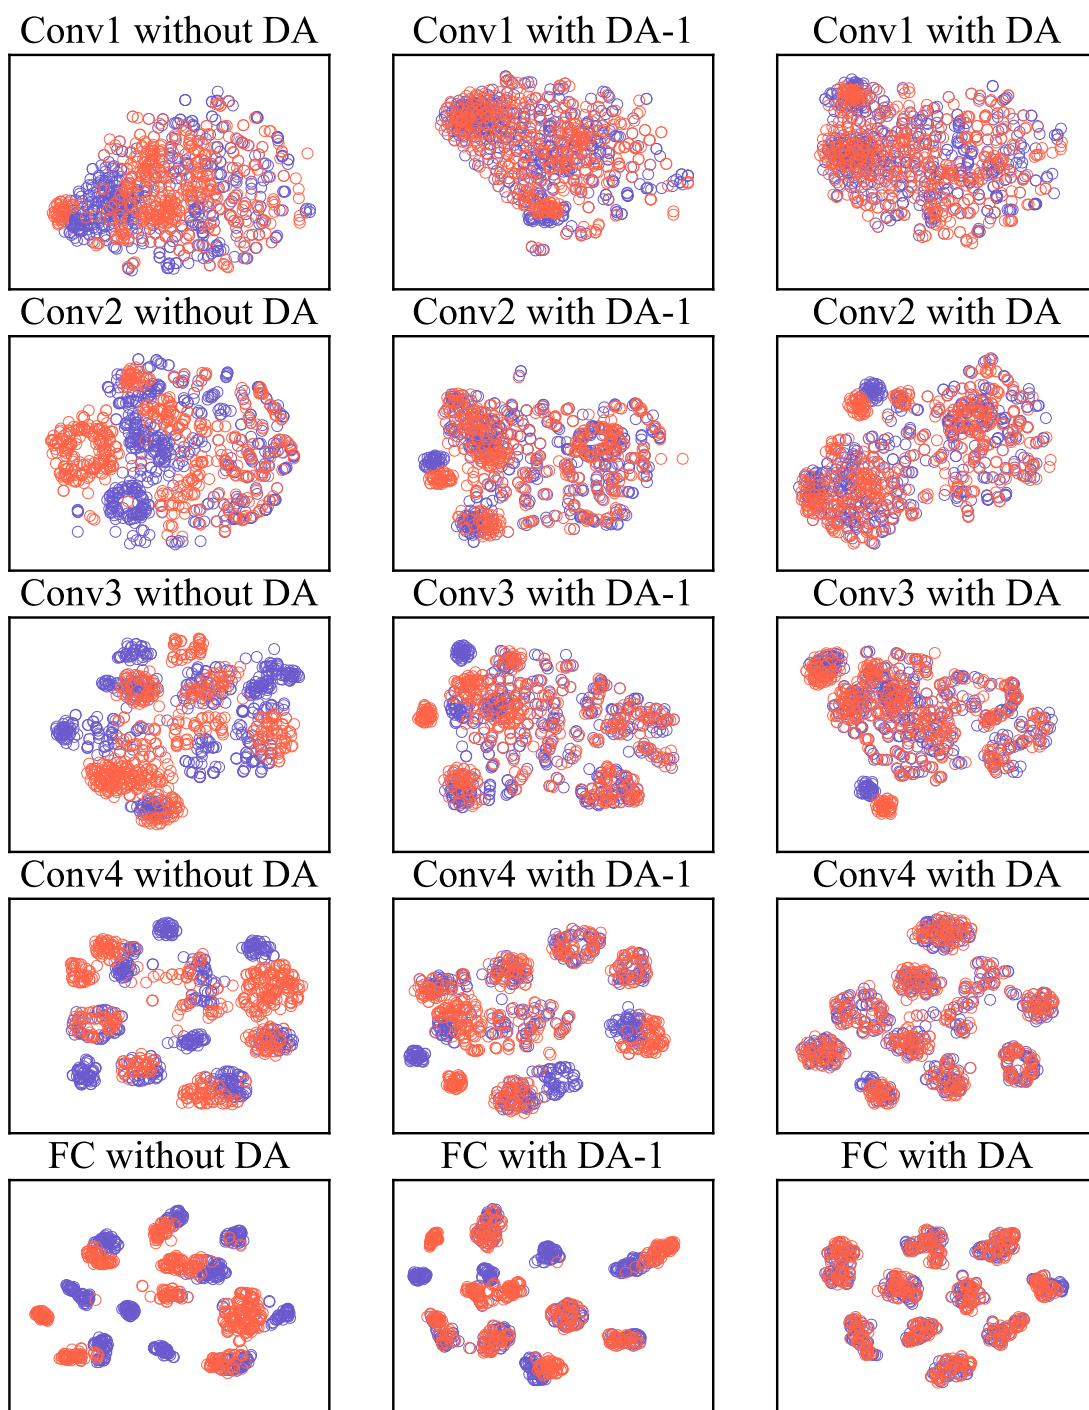 Conv1 without DA
Conv1 with DA-1
Conv1 with DA
Conv2 without DA
Conv2 with DA-1
Conv2 with DA
Conv3 without DA
Conv3 with DA-1
Conv3 with DA
Conv4 without DA
Conv4 with DA-1
Conv4 with DA
FC without DA
FC with DA-1
FC with DA